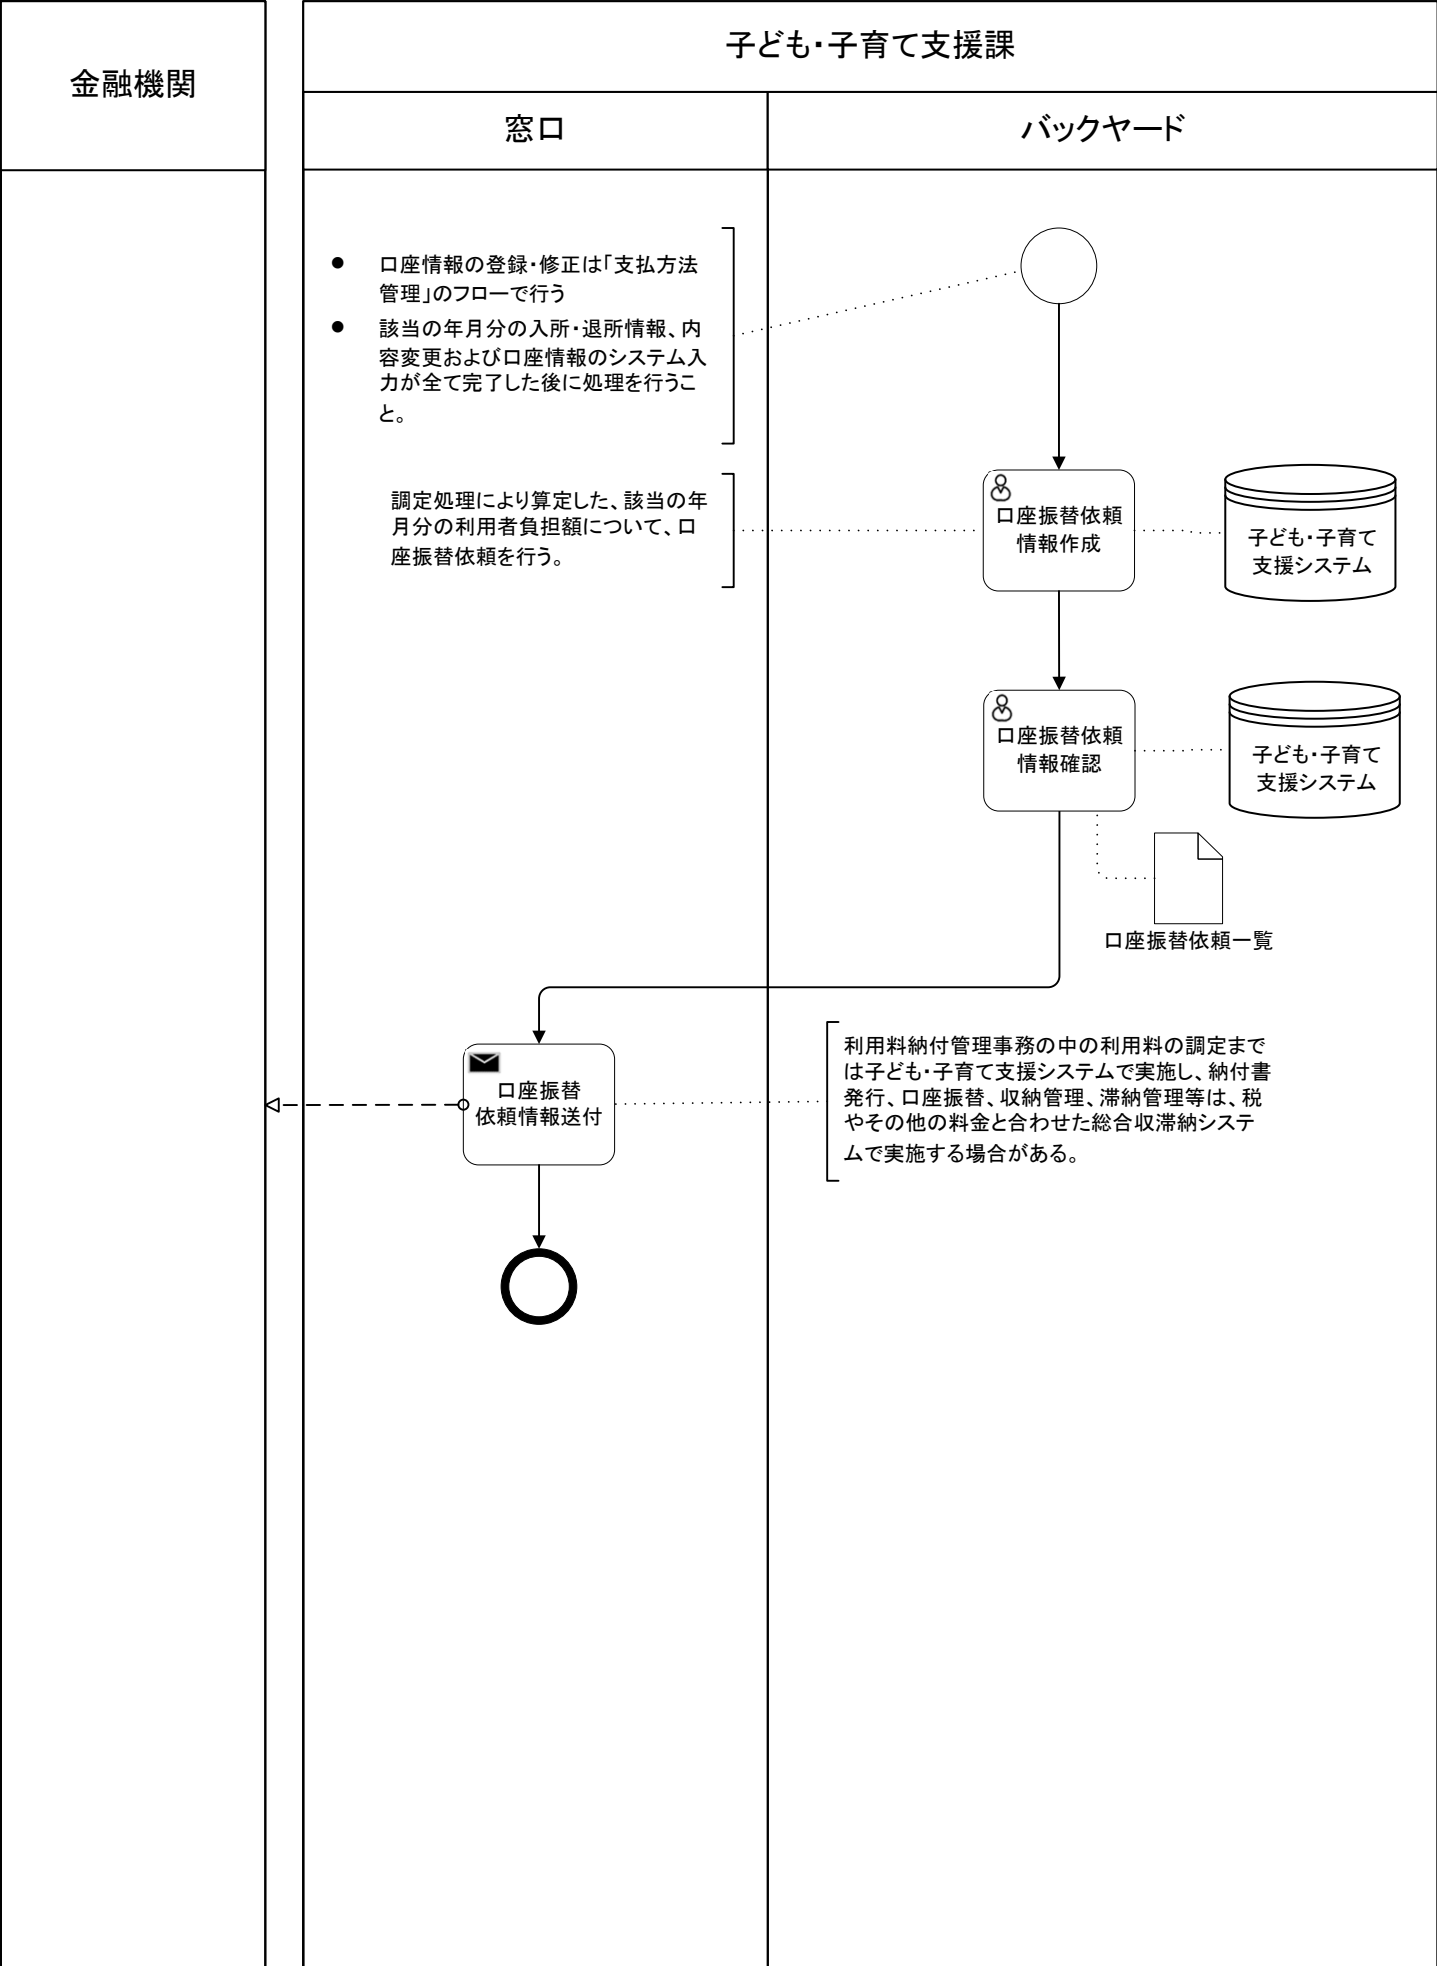 金融機関
子ども・子育て支援課
窓口
バックヤード
● 口座情報の登録・修正は「支払方法
管理」のフローで行う
● 該当の年月分の入所・退所情報、内
容変更および口座情報のシステム入
力が全て完了した後に処理を行うこ
と。
調定処理により算定した、該当の年
月分の利用者負担額について、口
座振替依頼を行う。
口座振替依頼
情報作成
子ども・子育て
支援システム
口座振替依頼
情報確認
子ども・子育て
支援システム
口座振替依頼一覧
口座振替
依頼情報送付
利用料納付管理事務の中の利用料の調定まで
は子ども・子育て支援システムで実施し、納付書
発行、口座振替、収納管理、滞納管理等は、税
やその他の料金と合わせた総合収滞納システ
ムで実施する場合がある。